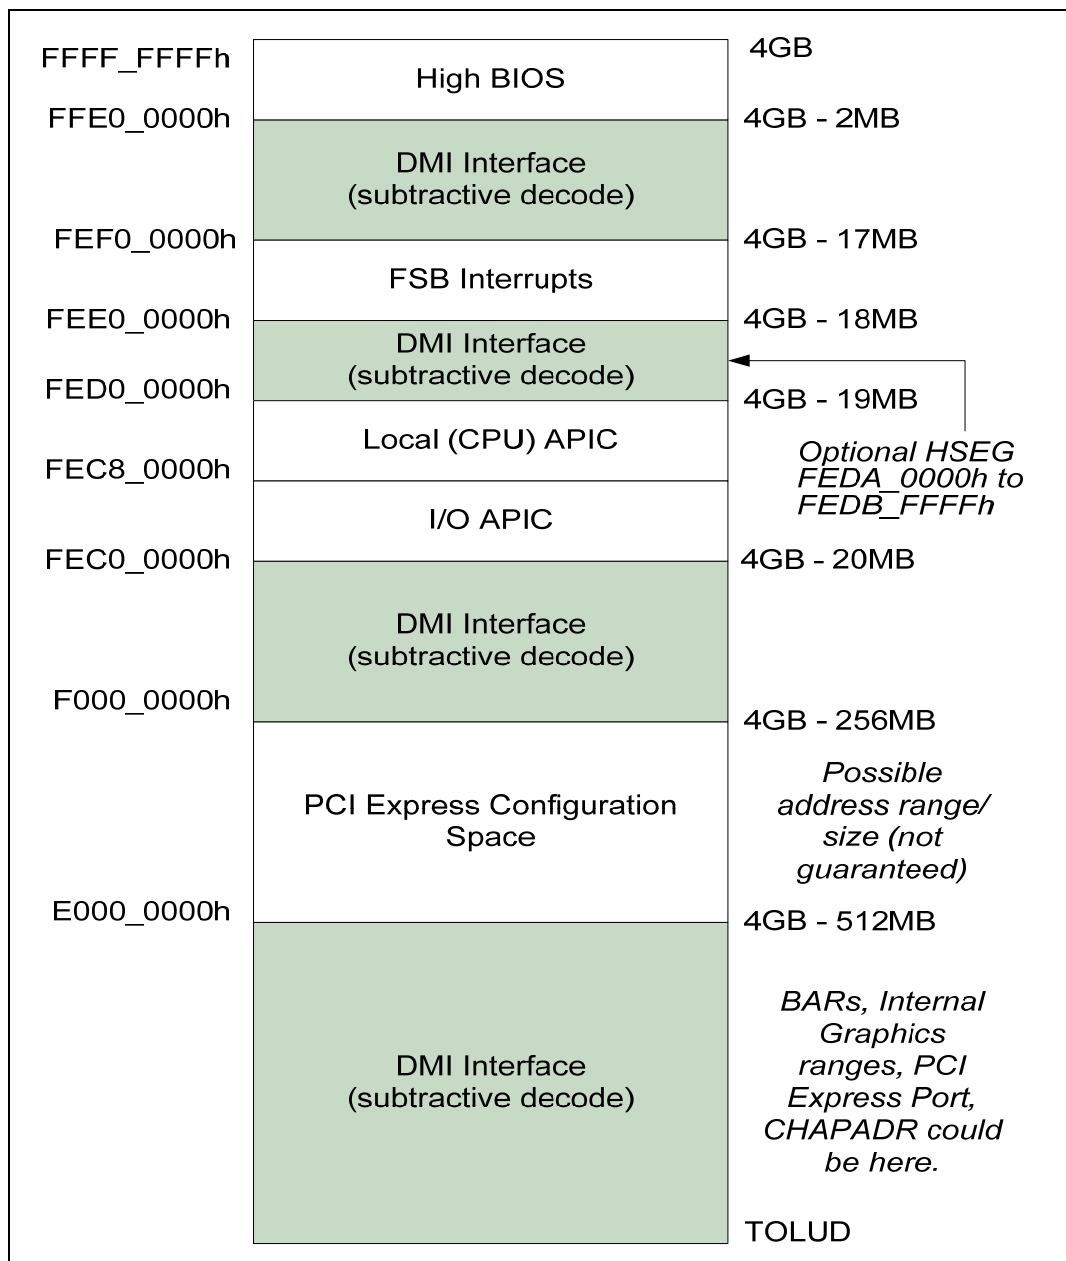 FFFF_FFFFh
4GB
High BIOS
FFE0_0000h
4GB - 2MB
DMI Interface
(subtractive decode)
FEF0_0000h
4GB - 17MB
FSB Interrupts
FEE0_0000h
4GB - 18MB
DMI Interface
(subtractive decode)
FED0_0000h
4GB - 19MB
Optional HSEG
FEDA_0000h to
FEDB_FFFFh
Local (CPU) APIC
FEC8_0000h
I/O APIC
FEC0_0000h
4GB - 20MB
DMI Interface
(subtractive decode)
F000_0000h
4GB - 256MB
PCI Express Configuration
Space
Possible
address range/
size (not
guaranteed)
E000_0000h
4GB - 512MB
DMI Interface
(subtractive decode)
BARs, Internal
Graphics
ranges, PCI
Express Port,
CHAPADR could
be here.
TOLUD